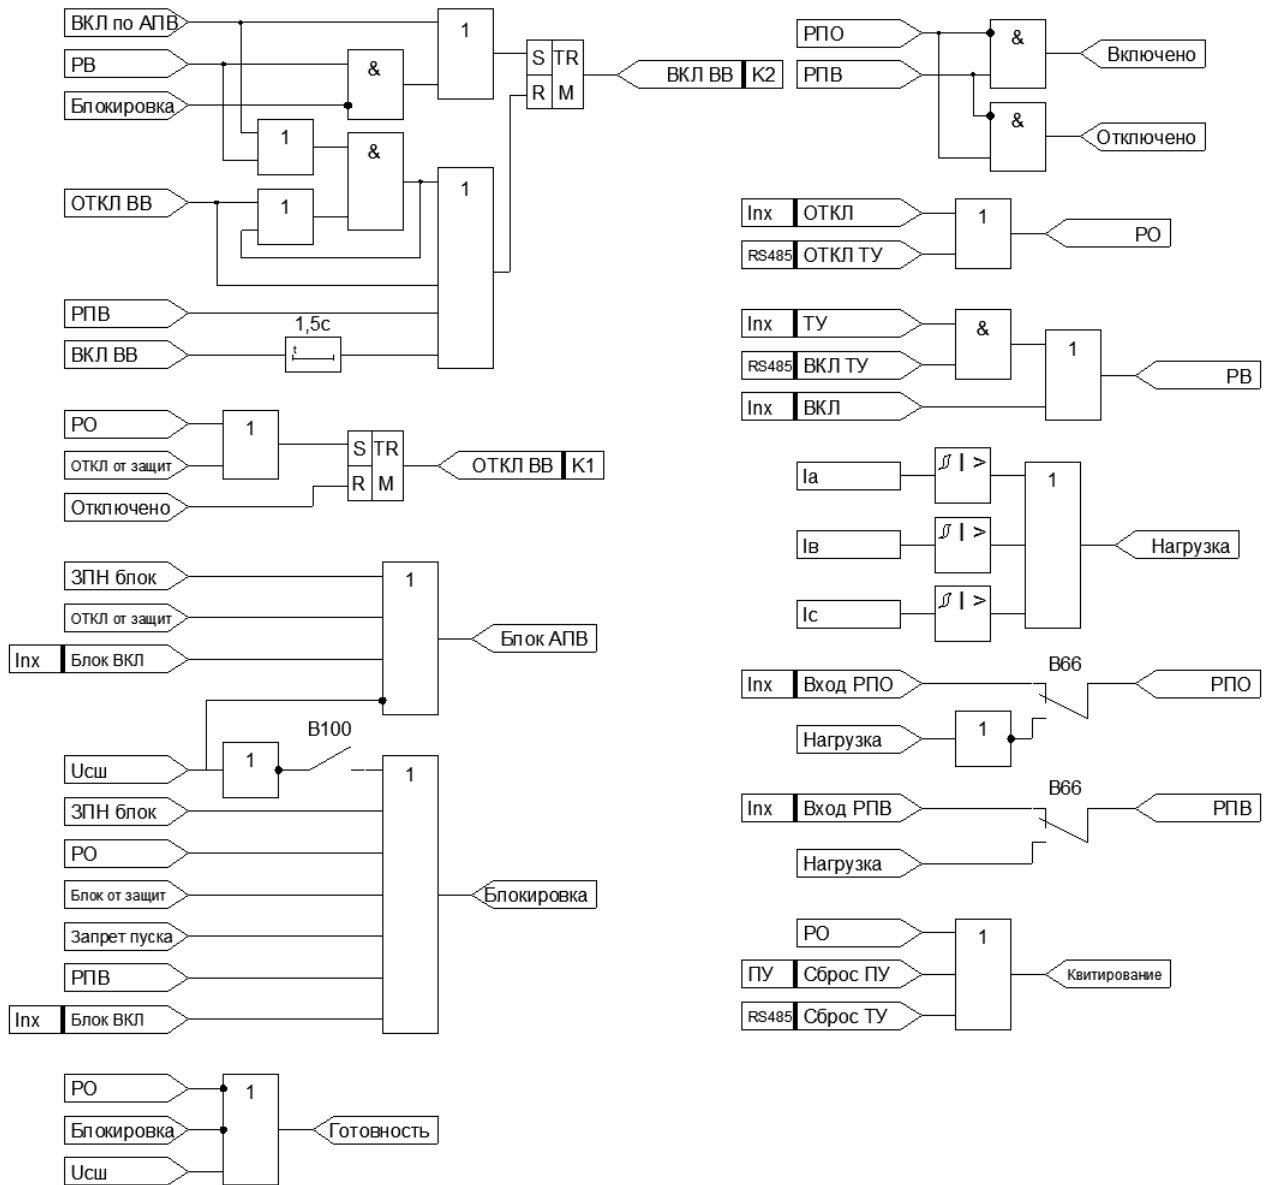 ВКЛ по АПВ
РВ
Блокировка
ОТКЛ ВВ
РПВ
ВКЛ ВВ
1
&
1
&
1
1
1,5с
t
S TR
R M
ВКЛ ВВ K2
РО
ОТКЛ от защит
Отключено
1
S TR
R M
ОТКЛ ВВ K1
ЗПН блок
ОТКЛ от защит
Inx Блок ВКЛ
1
Блок АПВ
Uсш
1
В100
ЗПН блок
РО
Блок от защит
Запрет пуска
РПВ
Inx Блок ВКЛ
1
Блокировка
РО
Блокировка
Uсш
1
Готовность
РПО
РПВ
&
&
Включено
Отключено
Inx ОТКЛ
RS485 ОТКЛ ТУ
1
РО
Inx ТУ
RS485 ВКЛ ТУ
Inx ВКЛ
&
1
РВ
Iа
Iв
Iс
I >
I >
I >
1
Нагрузка
Inx Вход РПО
Нагрузка
1
В66
РПО
Inx Вход РПВ
Нагрузка
В66
РПВ
РО
ПУ Сброс ПУ
RS485 Сброс ТУ
1
Квитирование